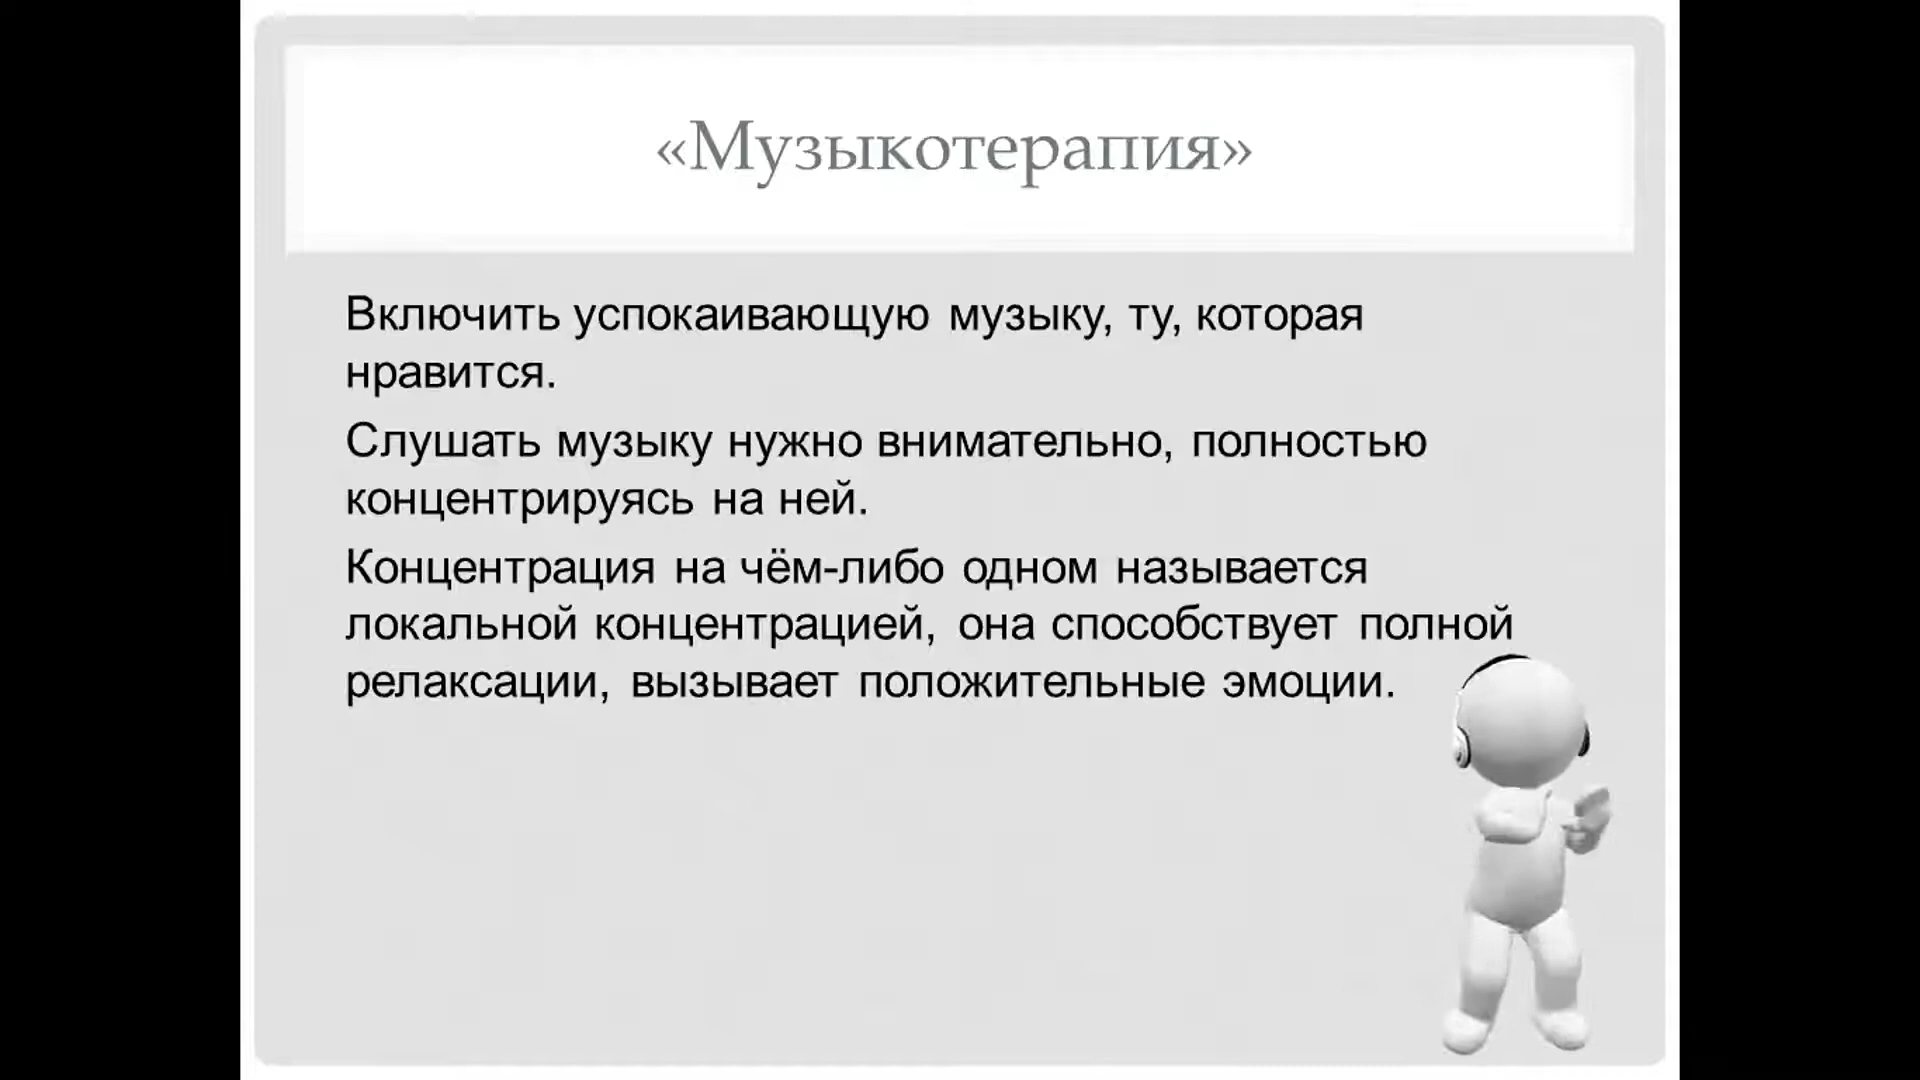 «Музыкотерапия»
Включить успокаивающую музыку, ту, которая
нравится.
Слушать музыку нужно внимательно, полностью
концентрируясь на ней.
Концентрация на чём-либо одном называется
локальной концентрацией, она способствует полной
релаксации, вызывает положительные эмоции.